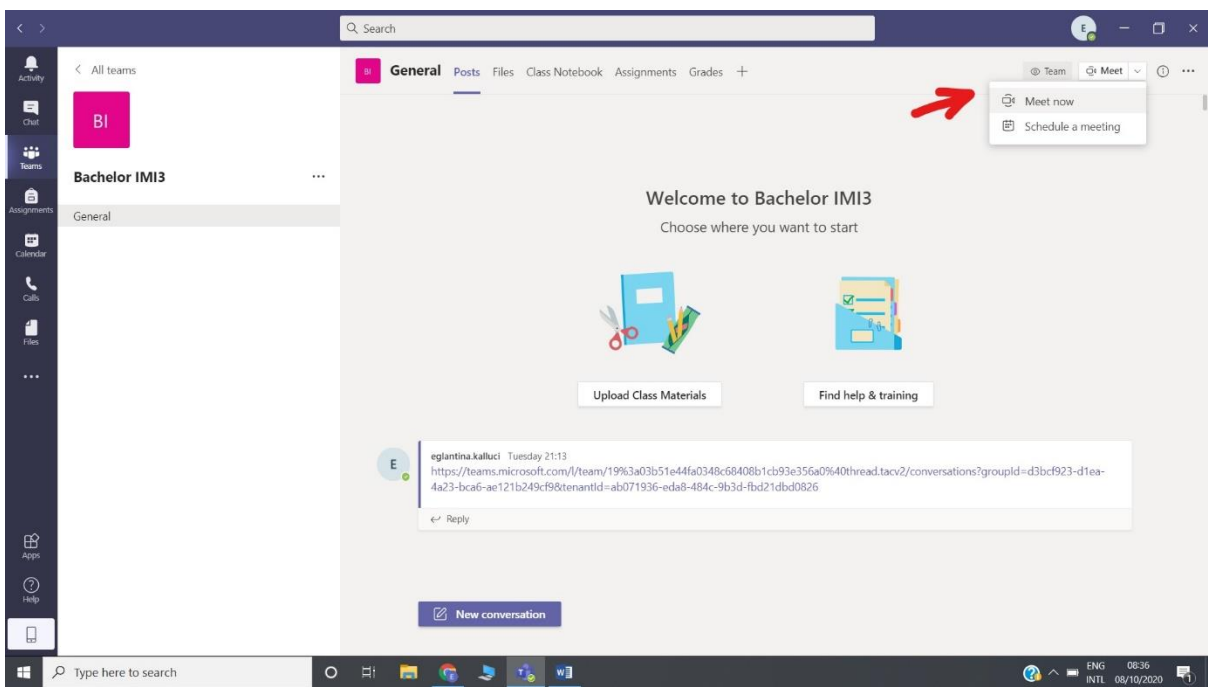 Search
E
Activity
Chat
Teams
Assignments
Calendar
Calls
Files
Apps
Help
All teams
BI
Bachelor IMI3
General
BI
General Posts Files Class Notebook Assignments Grades +
Team
Meet
Meet now
Schedule a meeting
Welcome to Bachelor IMI3
Choose where you want to start
Upload Class Materials
Find help & training
E
eglantina.kalluci Tuesday 21:13
https://teams.microsoft.com/l/team/19%3a03b51e44fa0348c68408b1cb93e356a0%40thread.tacv2/conversations?groupId=d3bcf923-d1ea-
4a23-bca6-ae121b249cf9&tenantId=ab071936-eda8-484c-9b3d-fbd21dbd0826
Reply
New conversation
Type here to search
ENG
INTL
08:36
08/10/2020